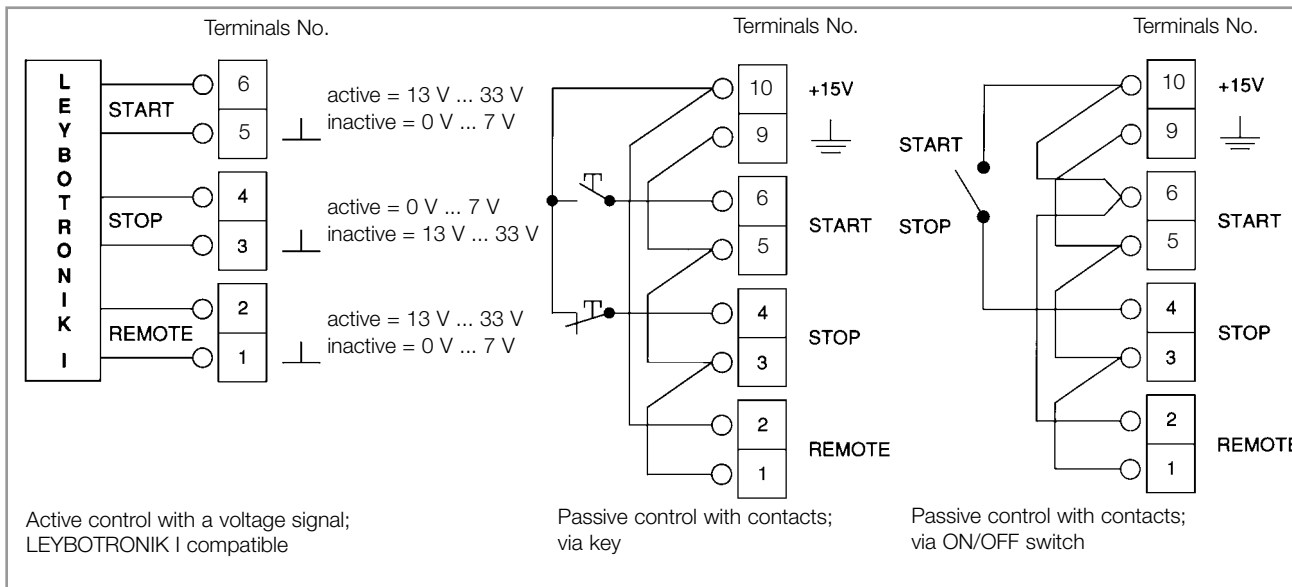 Terminals No.
LEYBOTRONIK I
START
6
5
active = 13 V ... 33 V
inactive = 0 V ... 7 V
STOP
4
3
active = 0 V ... 7 V
inactive = 13 V ... 33 V
REMOTE
2
1
active = 13 V ... 33 V
inactive = 0 V ... 7 V
Active control with a voltage signal;
LEYBOTRONIK I compatible
Terminals No.
10 +15V
9
6
START
5
4
STOP
3
2
REMOTE
1
Passive control with contacts;
via key
Terminals No.
START
STOP
10 +15V
9
6
START
5
4
STOP
3
2
REMOTE
1
Passive control with contacts;
via ON/OFF switch